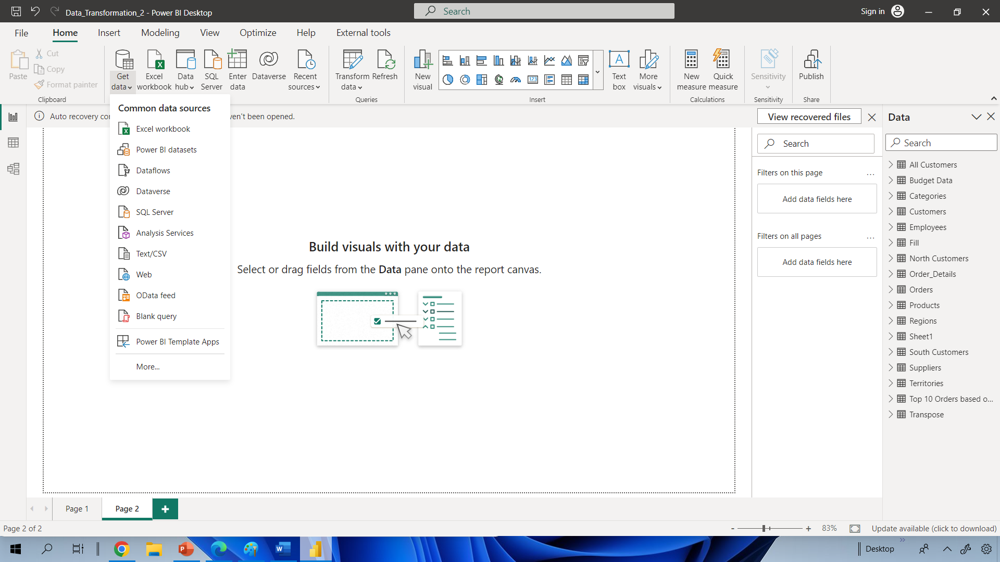 Data_Transformation_2 - Power BI Desktop
Search
Sign in
File
Home
Insert
Modeling
View
Optimize
Help
External tools
Paste
Cut
Copy
Format painter
Clipboard
Get data
Excel workbook
Data hub
SQL Server
Enter data
Dataverse
Recent sources
Transform data
Refresh
Queries
New visual
123
A
Text box
More visuals
Insert
New measure
Quick measure
Calculations
Sensitivity
Sensitivity
Publish
Share
Auto recovery
ven't been opened.
View recovered files
Common data sources
Excel workbook
Power BI datasets
Dataflows
Dataverse
SQL Server
Analysis Services
Text/CSV
Web
OData feed
Blank query
Power BI Template Apps
More...
Build visuals with your data
Select or drag fields from the Data pane onto the report canvas.
Search
Filters on this page
...
Add data fields here
Filters on all pages
...
Add data fields here
Data
Search
All Customers
Budget Data
Categories
Customers
Employees
Fill
North Customers
Order_Details
Orders
Products
Regions
Sheet1
South Customers
Suppliers
Territories
Top 10 Orders based o...
Transpose
Page 1
Page 2
Page 2 of 2
- + 83%
Update available (click to download)
Desktop